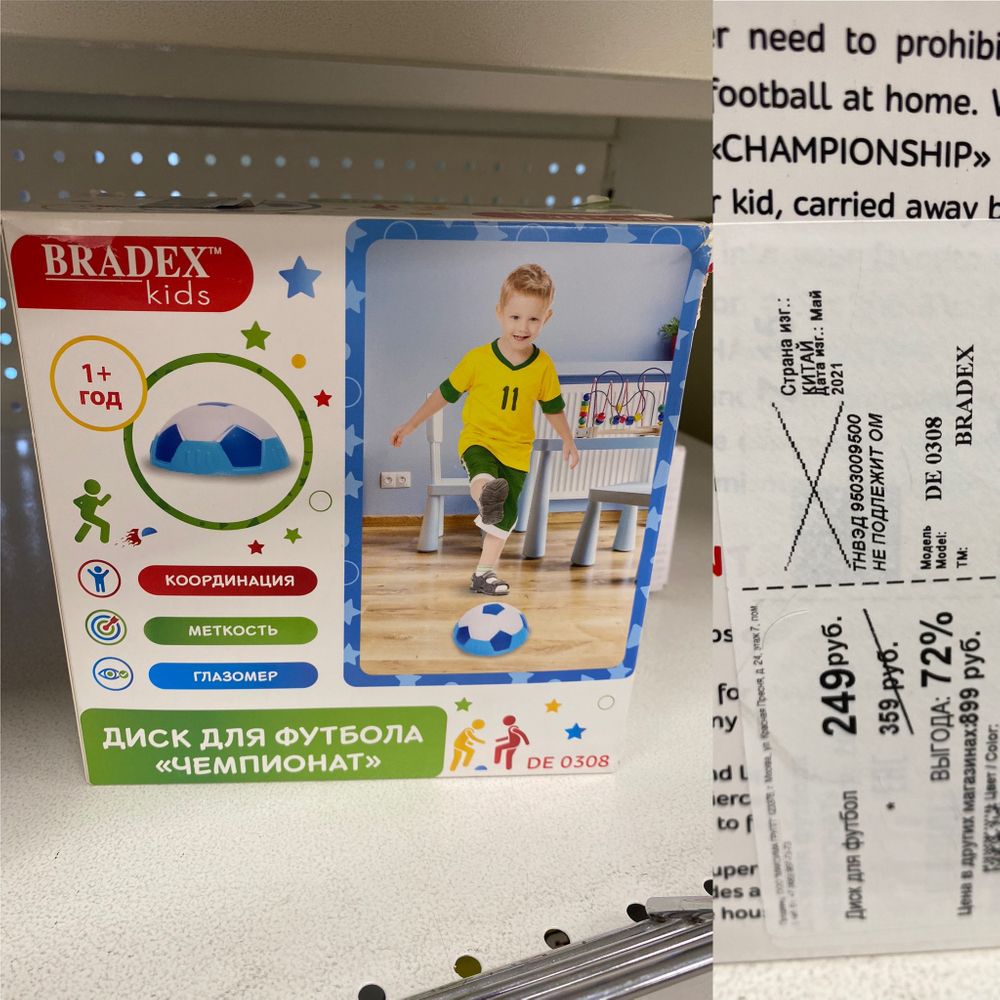 BRADEX™
kids
1+
ГОД
11
КООРДИНАЦИЯ
МЕТКОСТЬ
ГЛАЗОМЕР
ДИСК ДЛЯ ФУТБОЛА
«ЧЕМПИОНАТ»
DE 0308
need to
football at home.
«CHAMPIONSHIP»
kid, carried away
Страна изг.:
КИТАЙ
Дата изг.: Май
2021
ТНВЭД 9503009500
НЕ ПОДЛЕЖИТ ОМ
Модель
Model: DE 0308
ТМ: BRADEX
Диск для футбол 249руб.
* 359 руб.
ВЫГОДА: 72%
Цена в других магазинах:899 руб.
Цвет / Color: